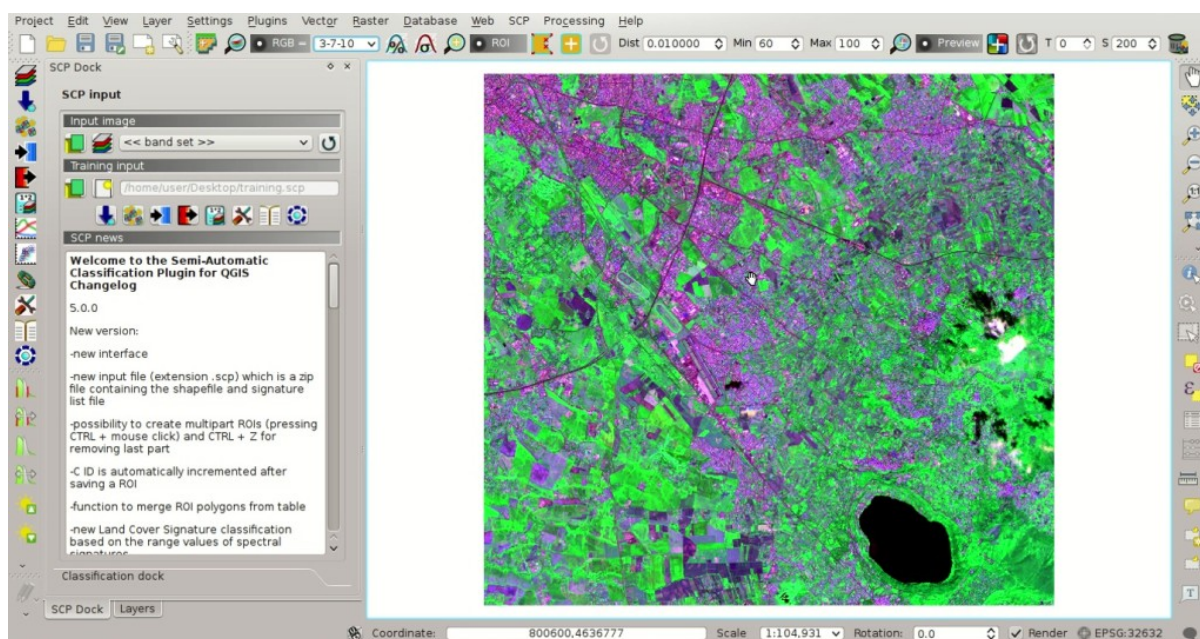 Project Edit View Layer Settings Plugins Vector Raster Database Web SCP Processing Help
RGB = 3-7-10 ROI Dist 0.010000 Min 60 Max 100 Preview T 0 S 200
SCP Dock
SCP input
Input image
<< band set >>
Training input
/home/user/Desktop/training.scp
SCP news
Welcome to the Semi-Automatic
Classification Plugin for QGIS
Changelog
5.0.0
New version:
-new interface
-new input file (extension .scp) which is a zip
file containing the shapefile and signature
list file
-possibility to create multipart ROIs (pressing
CTRL + mouse click) and CTRL + Z for
removing last part
-C ID is automatically incremented after
saving a ROI
-function to merge ROI polygons from table
-new Land Cover Signature classification
based on the range values of spectral
signatures
Classification dock
SCP Dock Layers
Coordinate: 800600,4636777 Scale 1:104,931 Rotation: 0.0 Render EPSG:32632